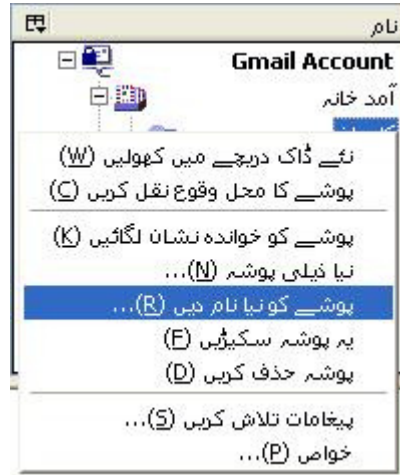 نام
Gmail Account
آمد خانہ
نئے ڈاک دریچے میں کھولیں (W)
پوشے کا محل وقوع نقل کریں (C)
پوشے کو خواندہ نشان لگائیں (K)
نیا ذیلی پوشہ (N)...
پوشے کو نیا نام دیں (R)...
یہ پوشہ سکیڑیں (F)
پوشہ حذف کریں (D)
پیغامات تلاش کریں (S)...
خواص (P)...